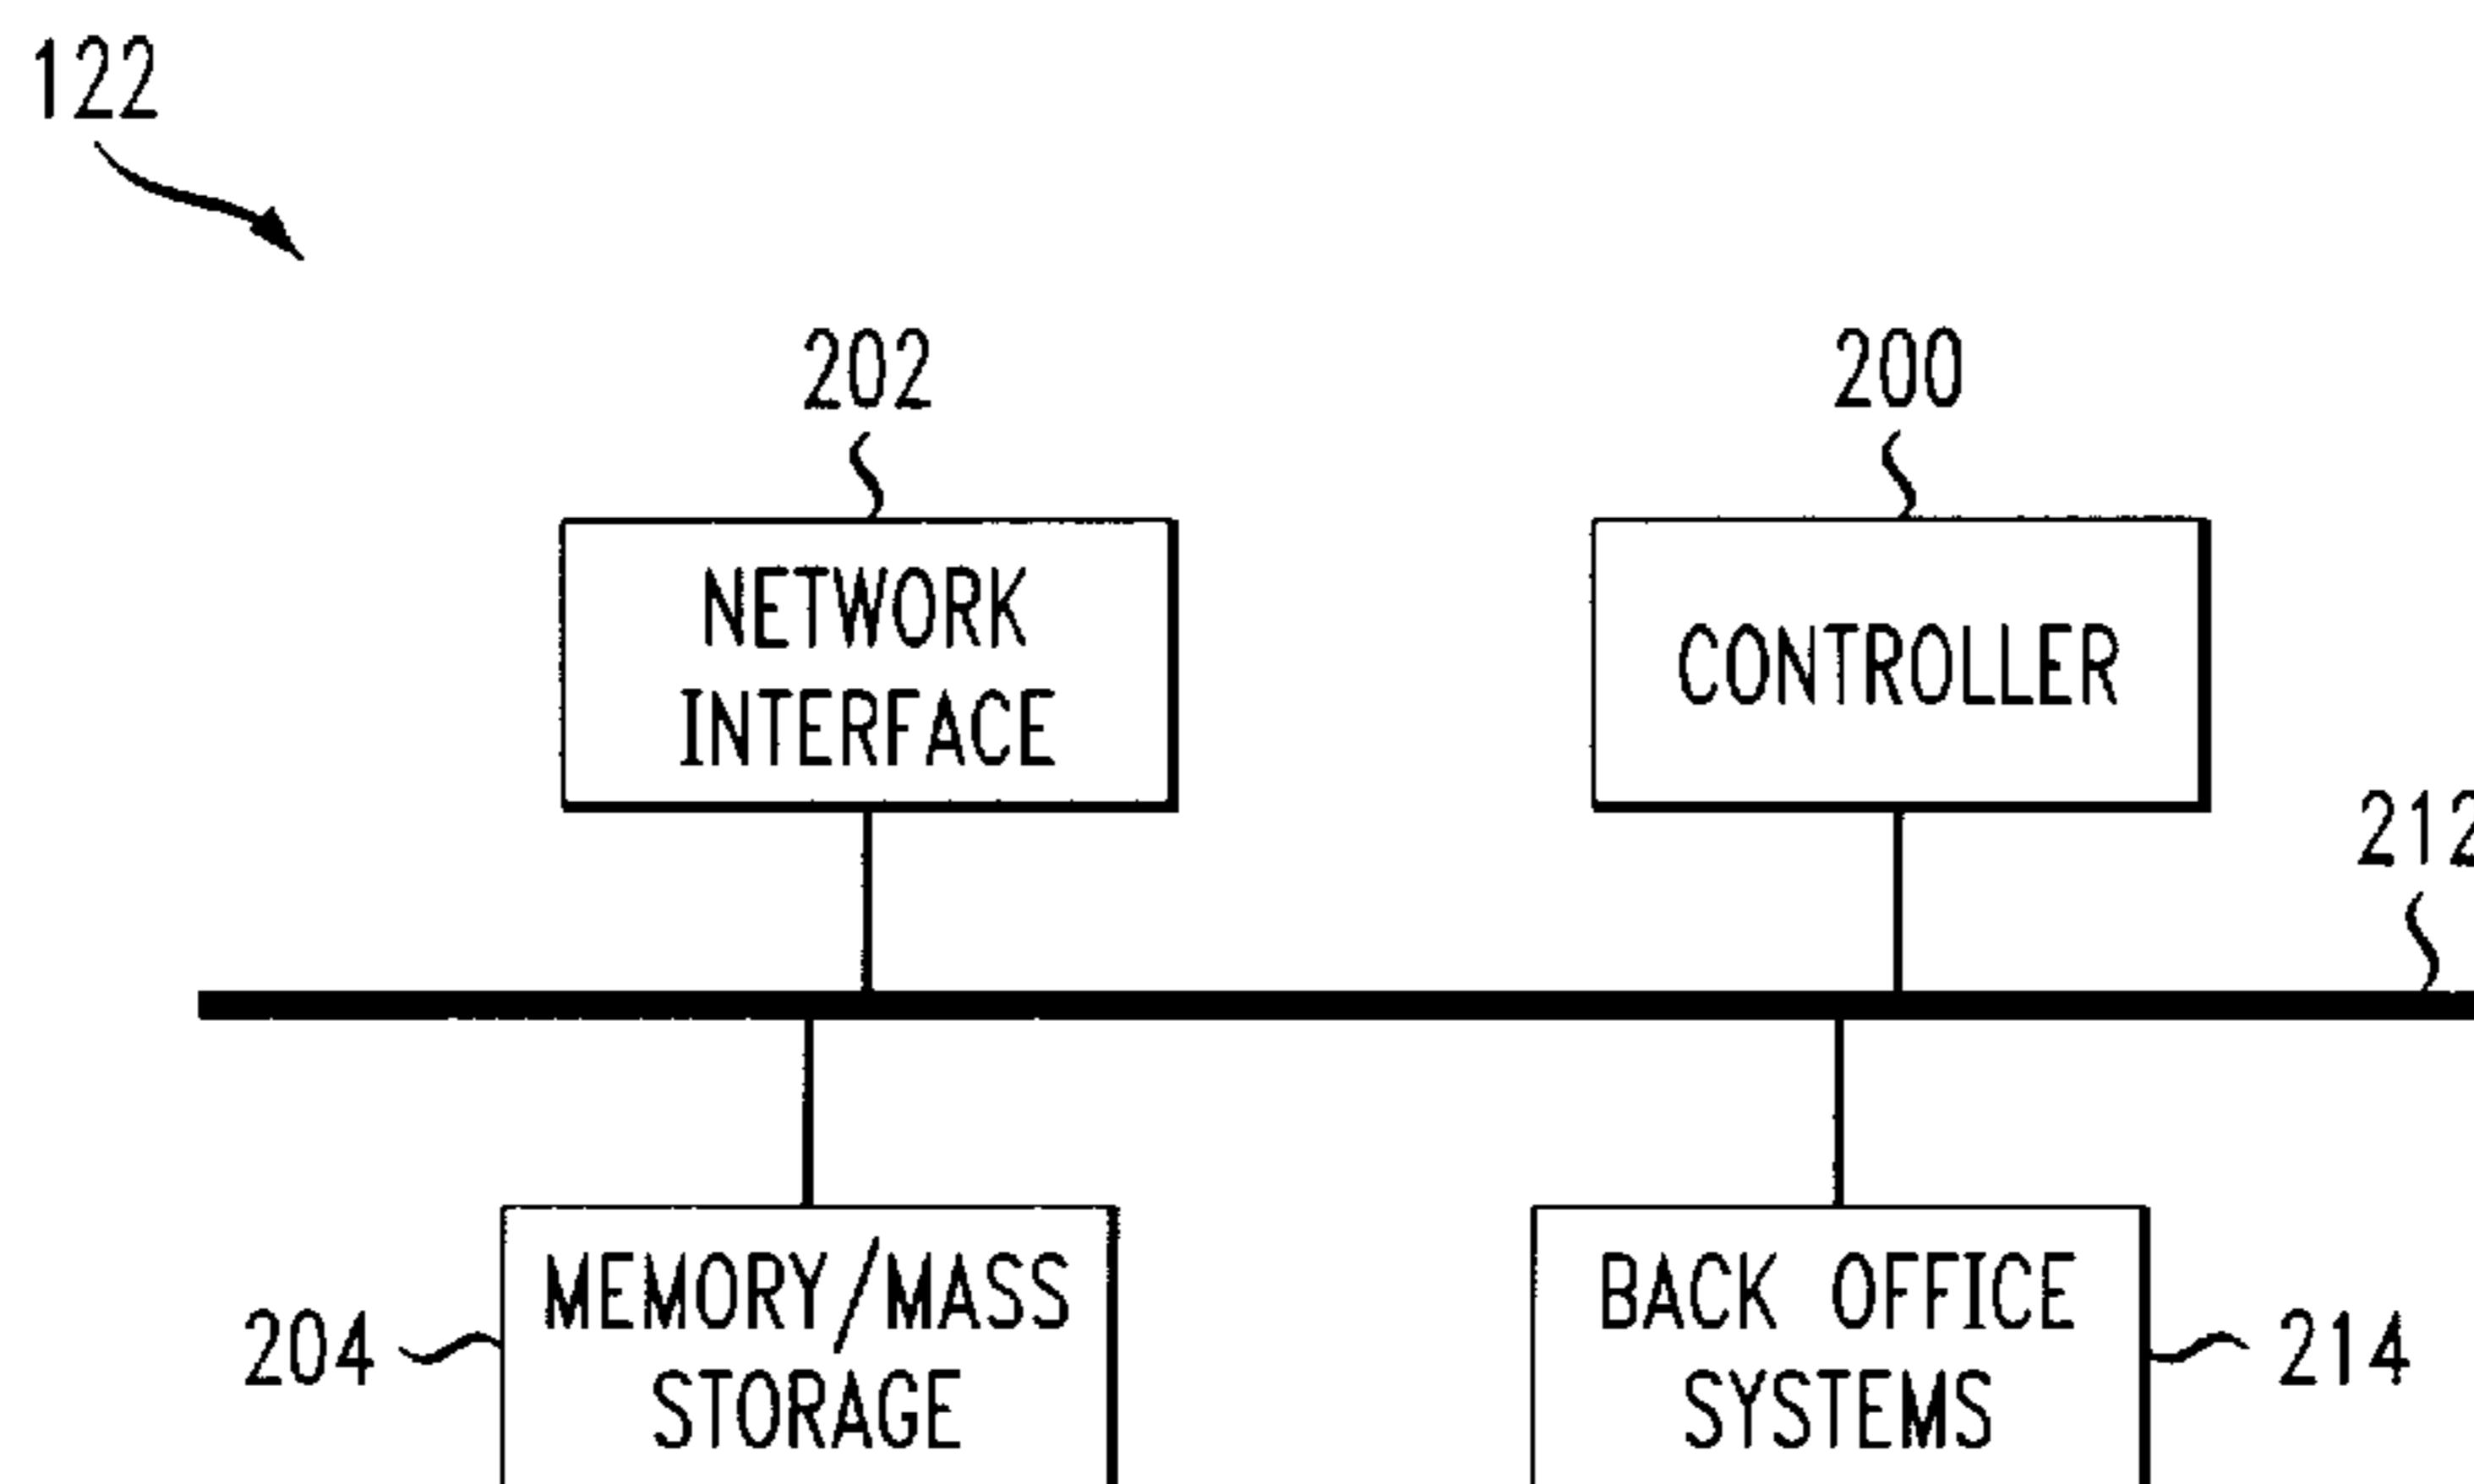 122
202
200
NETWORK
INTERFACE
CONTROLLER
212
MEMORY/MASS
STORAGE
204
BACK OFFICE
SYSTEMS
214